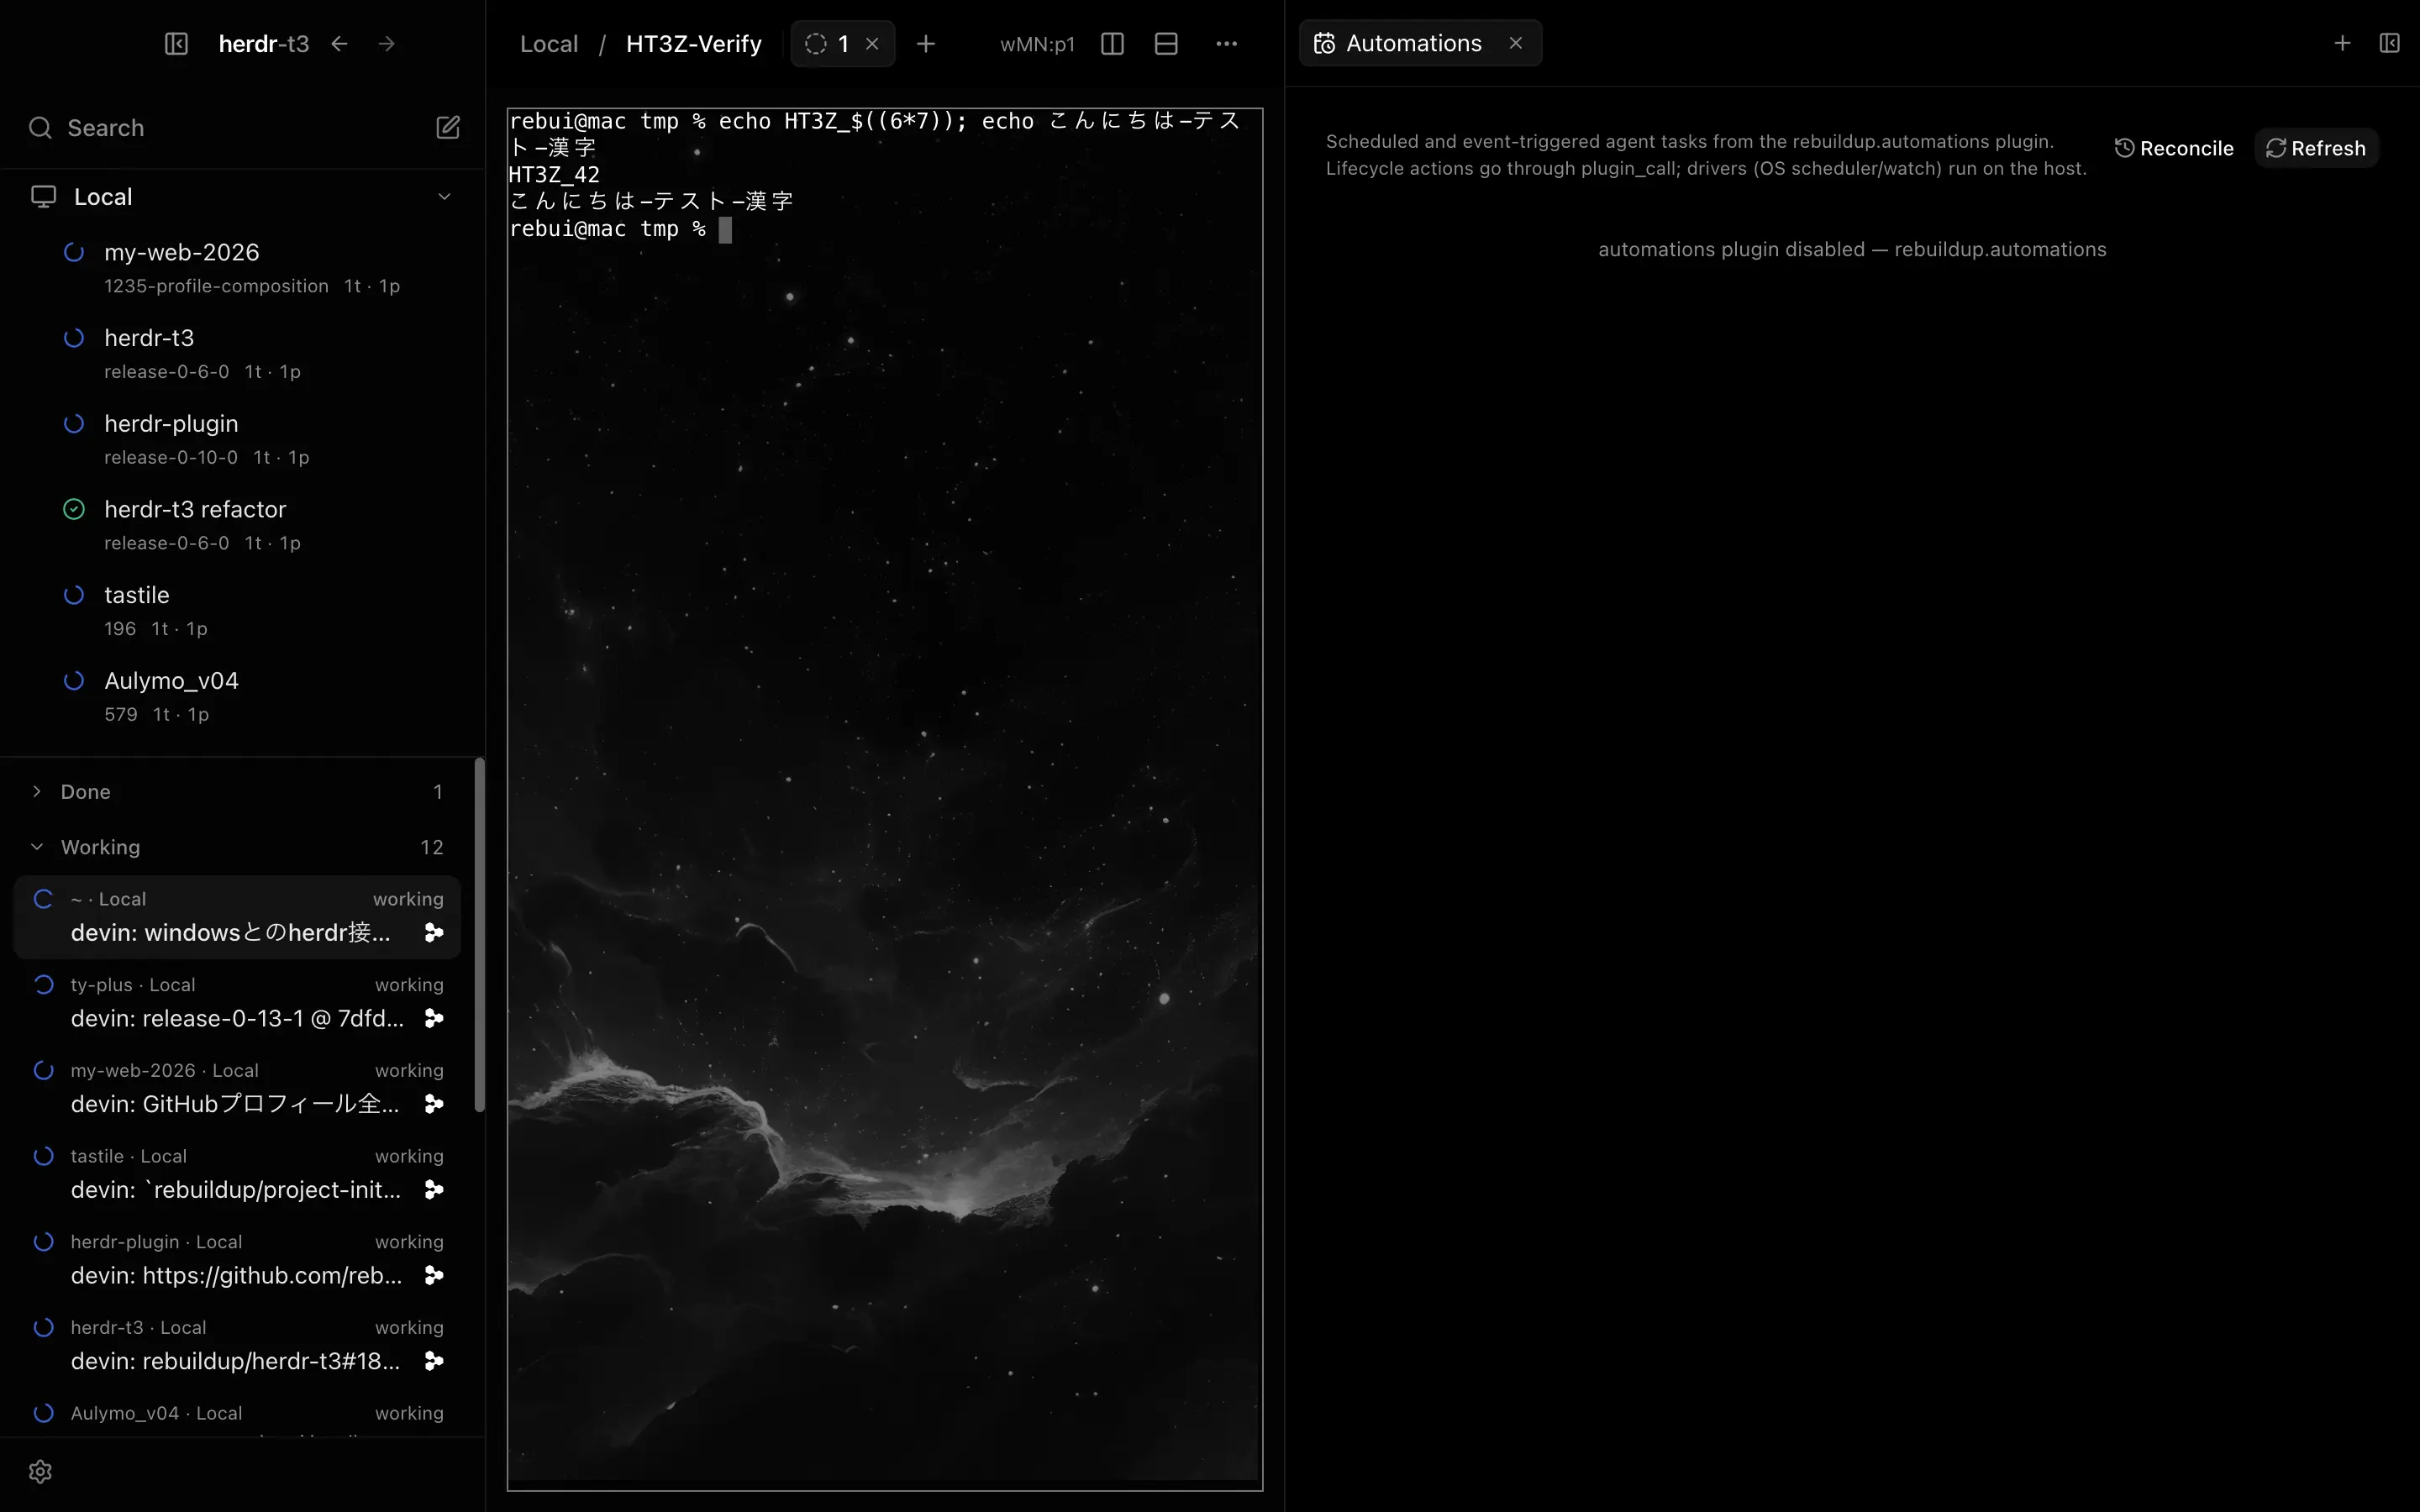 herdr-t3
Search
Local
my-web-2026
1235-profile-composition 1t · 1p
herdr-t3
release-0-6-0 1t · 1p
herdr-plugin
release-0-10-0 1t · 1p
herdr-t3 refactor
release-0-6-0 1t · 1p
tastile
196 1t · 1p
Aulymo_v04
579 1t · 1p
Done 1
Working 12
~ · Local working
devin: windowsとのherdr接...
ty-plus · Local working
devin: release-0-13-1 @ 7dfd...
my-web-2026 · Local working
devin: GitHubプロフィール全...
tastile · Local working
devin: `rebuildup/project-init...
herdr-plugin · Local working
devin: https://github.com/reb...
herdr-t3 · Local working
devin: rebuildup/herdr-t3#18...
Aulymo_v04 · Local working
Local / HT3Z-Verify 1 wMN:p1
rebui@mac tmp % echo HT3Z_$((6*7)); echo こんにちは−テス
ト−漢字
HT3Z_42
こんにちは−テスト−漢字
rebui@mac tmp %
Automations
Scheduled and event-triggered agent tasks from the rebuildup.automations plugin.
Lifecycle actions go through plugin_call; drivers (OS scheduler/watch) run on the host.
Reconcile
Refresh
automations plugin disabled — rebuildup.automations